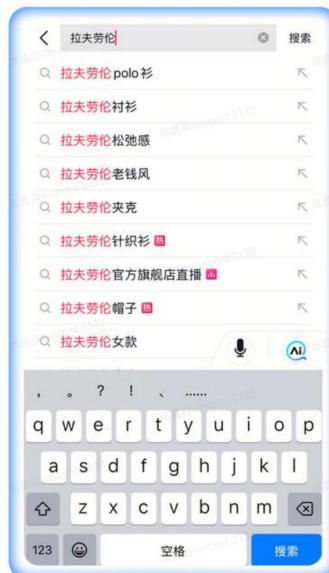 拉夫劳伦 搜索
拉夫劳伦polo衫
拉夫劳伦衬衫
拉夫劳伦松弛感
拉夫劳伦老钱风
拉夫劳伦夹克
拉夫劳伦针织衫 热
拉夫劳伦官方旗舰店直播
拉夫劳伦帽子 热
拉夫劳伦女款
Ai
， 。 ？ ！ 、 ......
q w e r t y u i o p
a s d f g h j k l
z x c v b n m
123 空格 搜索